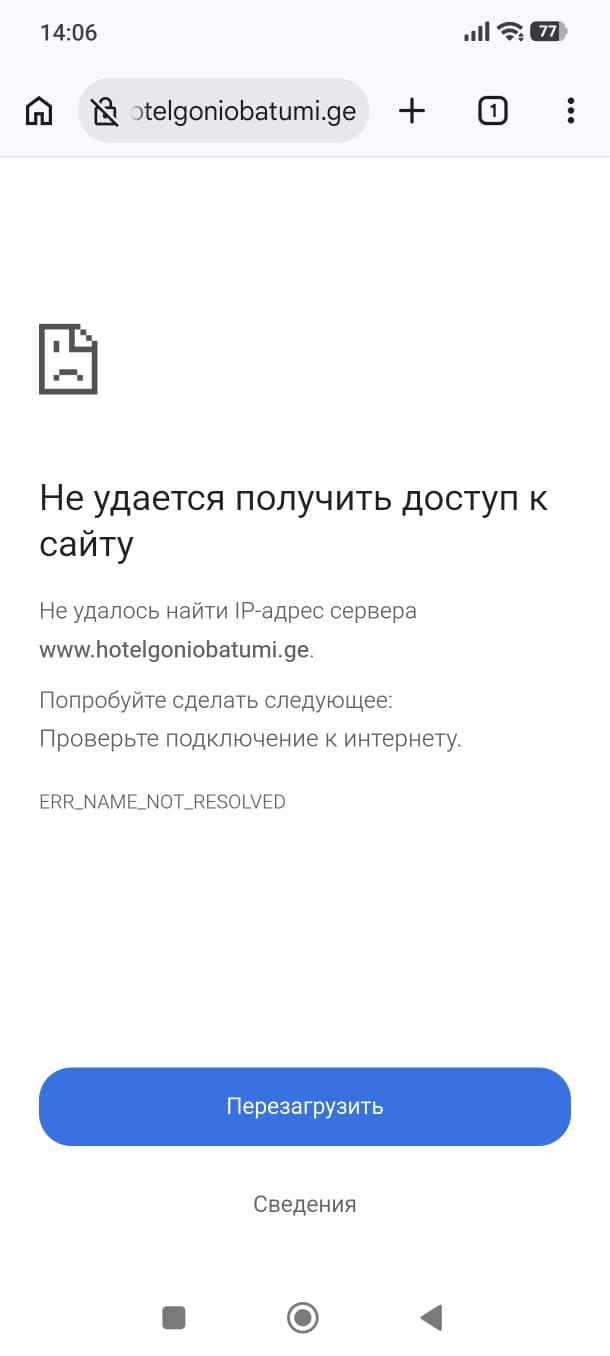 14:06
77
otelgoniobatumi.ge
1
Не удается получить доступ к
сайту
Не удалось найти IP-адрес сервера
www.hotelgoniobatumi.ge.
Попробуйте сделать следующее:
Проверьте подключение к интернету.
ERR_NAME_NOT_RESOLVED
Перезагрузить
Сведения